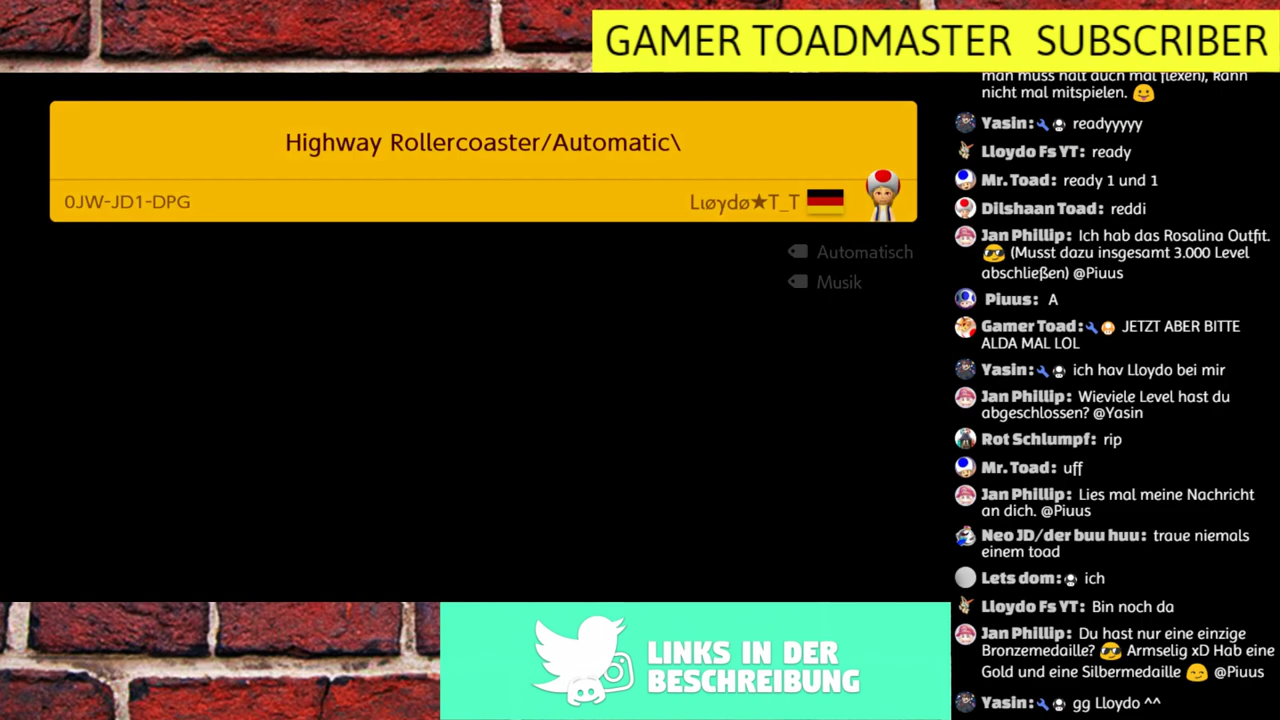 GAMER TOADMASTER SUBSCRIBER
Highway Rollercoaster/Automatic\
0JW-JD1-DPG
Lιøydø★T_T
Automatisch
Musik
man muss halt auch mal flexen), kann
nicht mal mitspielen. 😛
Yasin: readyyyyy
Lloydo Fs YT: ready
Mr. Toad: ready 1 und 1
Dilshaan Toad: reddi
Jan Phillip: Ich hab das Rosalina Outfit.
😎 (Musst dazu insgesamt 3.000 Level
abschließen) @Piuus
Piuus: A
Gamer Toad: JETZT ABER BITTE
ALDA MAL LOL
Yasin: ich hav Lloydo bei mir
Jan Phillip: Wieviele Level hast du
abgeschlossen? @Yasin
Rot Schlumpf: rip
Mr. Toad: uff
Jan Phillip: Lies mal meine Nachricht
an dich. @Piuus
Neo JD/der buu huu: traue niemals
einem toad
Lets dom: ich
Lloydo Fs YT: Bin noch da
Jan Phillip: Du hast nur eine einzige
Bronzemedaille? 😎 Armselig xD Hab eine
Gold und eine Silbermedaille 😏 @Piuus
Yasin: gg Lloydo ^^
LINKS IN DER
BESCHREIBUNG